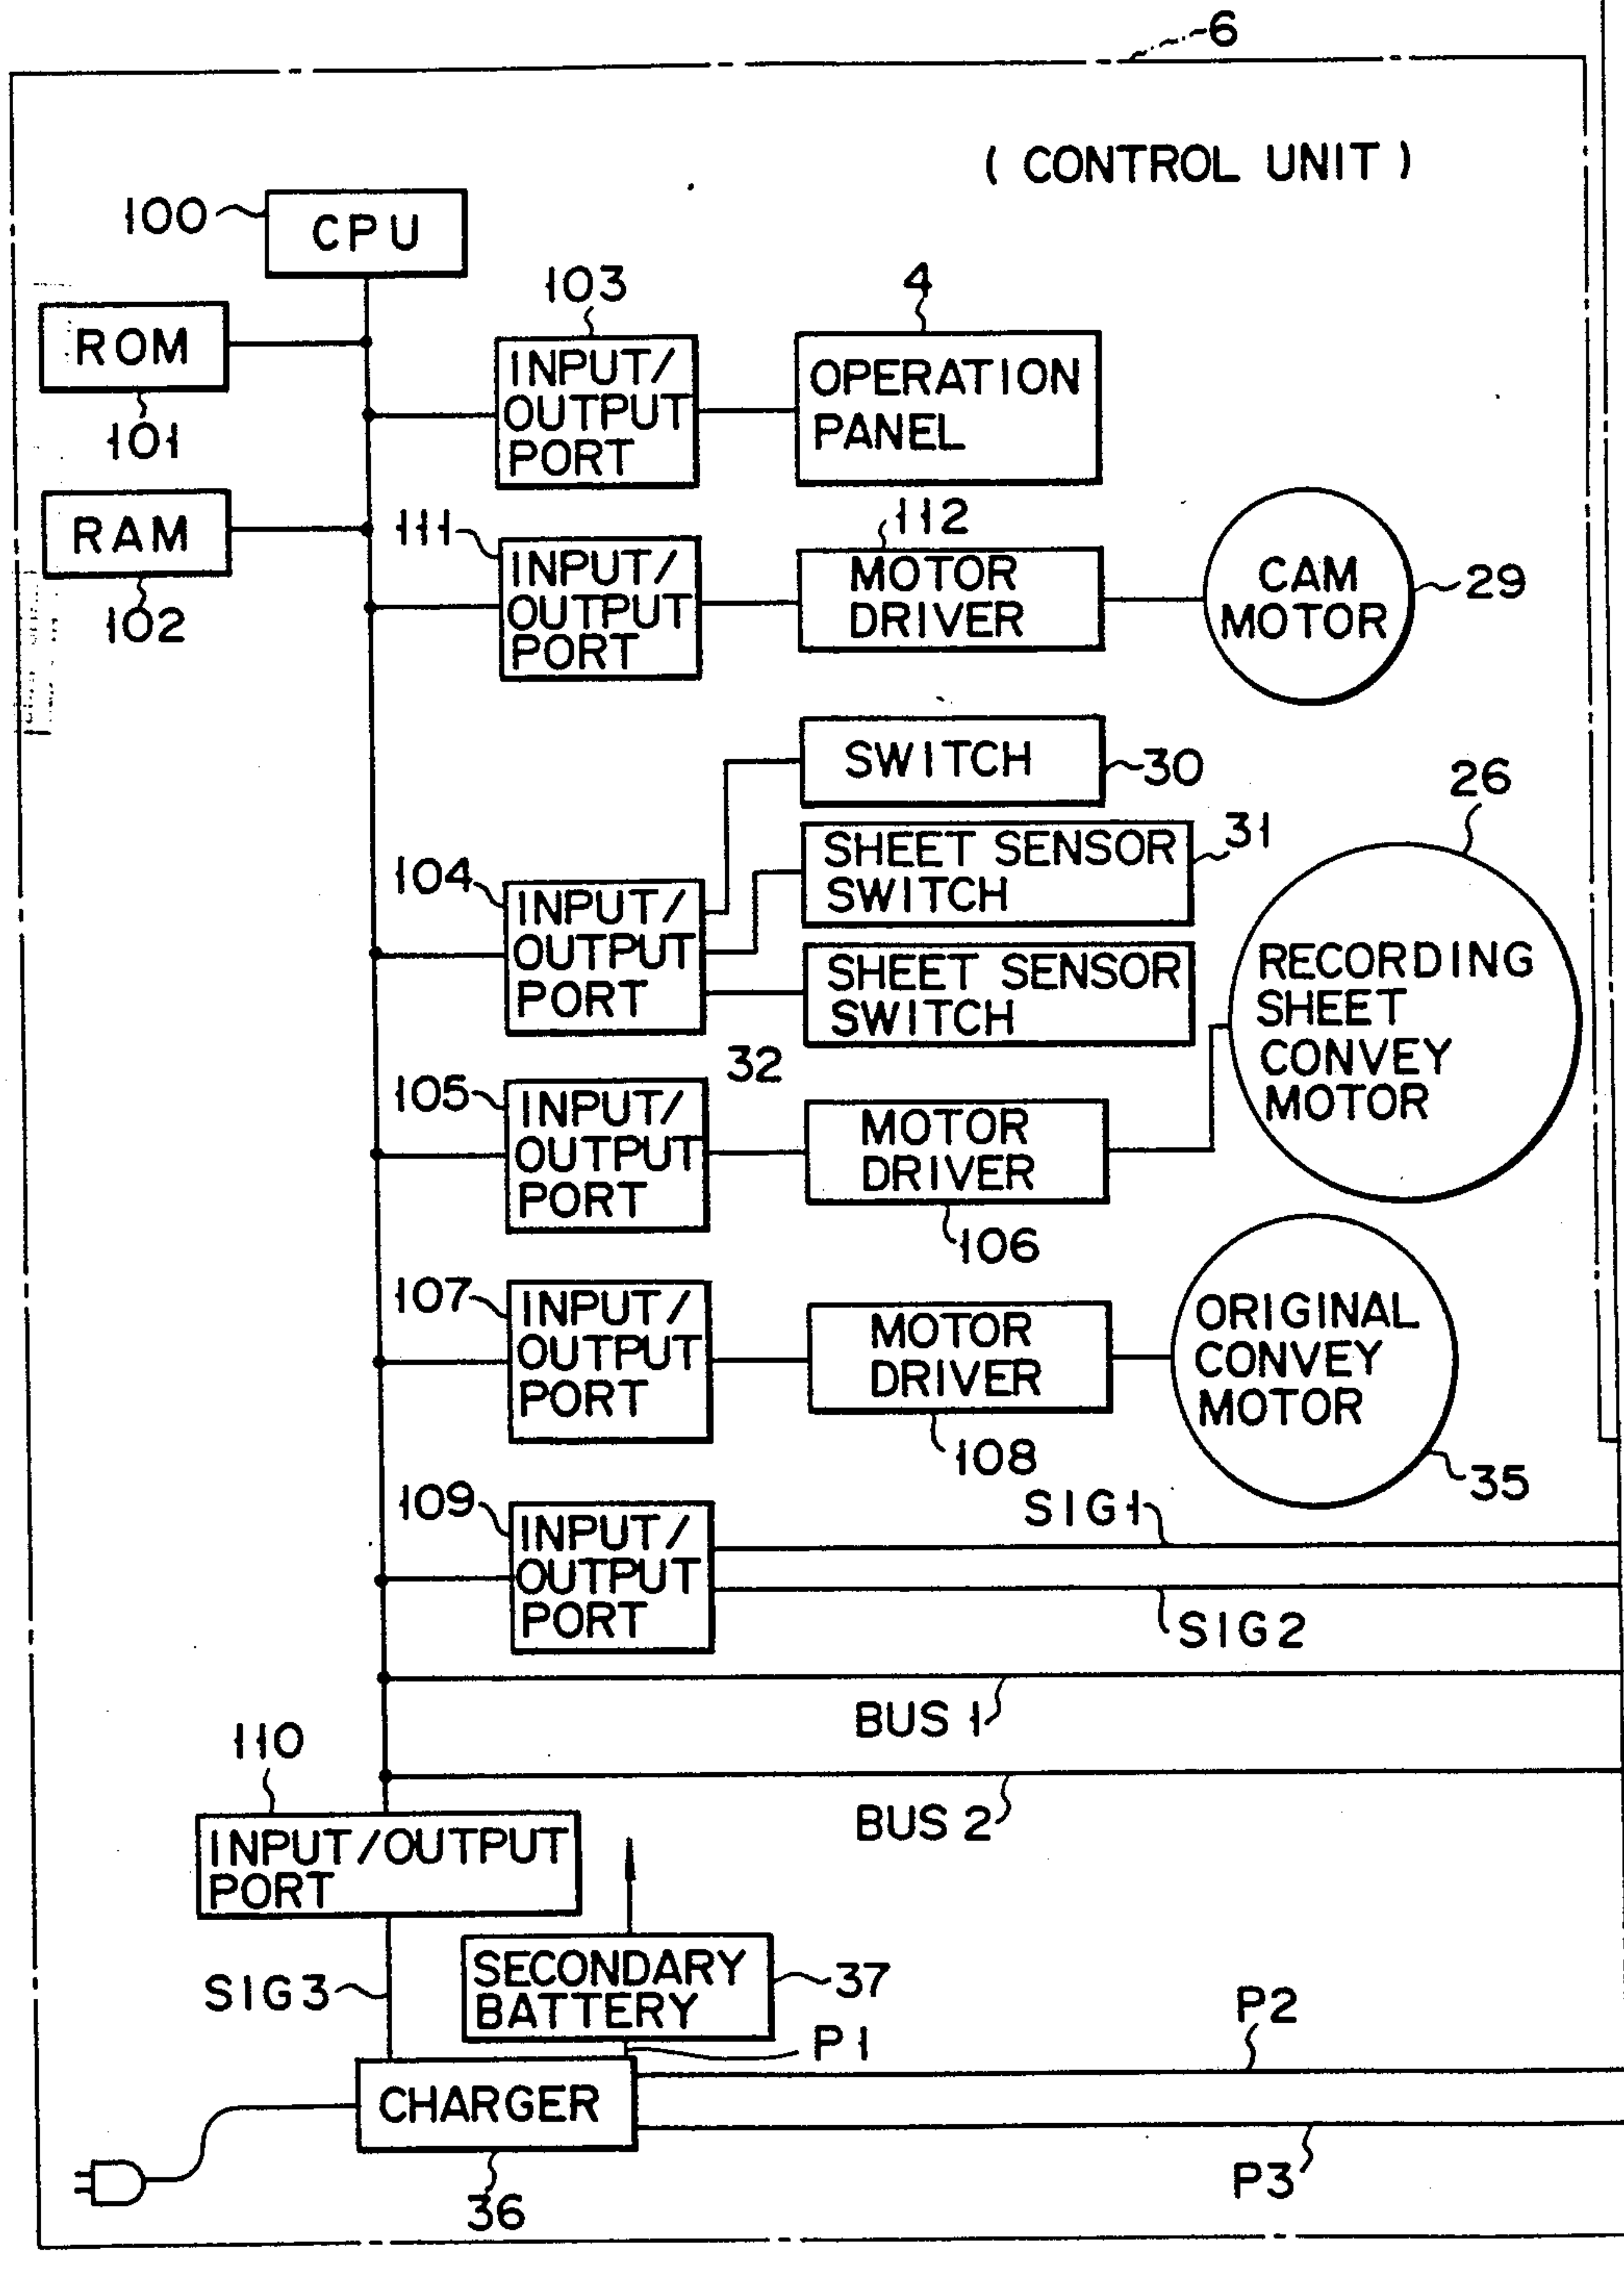 6
( CONTROL UNIT )
100
CPU
103
4
ROM
101
INPUT/
OUTPUT
PORT
OPERATION
PANEL
RAM
102
111
INPUT/
OUTPUT
PORT
112
MOTOR
DRIVER
CAM
MOTOR
29
SWITCH
30
26
104
INPUT/
OUTPUT
PORT
SHEET SENSOR
SWITCH
31
SHEET SENSOR
SWITCH
32
RECORDING
SHEET
CONVEY
MOTOR
105
INPUT/
OUTPUT
PORT
MOTOR
DRIVER
106
107
INPUT/
OUTPUT
PORT
MOTOR
DRIVER
108
ORIGINAL
CONVEY
MOTOR
35
109
INPUT/
OUTPUT
PORT
SIG1
SIG2
BUS 1
BUS 2
110
INPUT/OUTPUT
PORT
SIG3
SECONDARY
BATTERY
37
P1
P2
CHARGER
36
P3